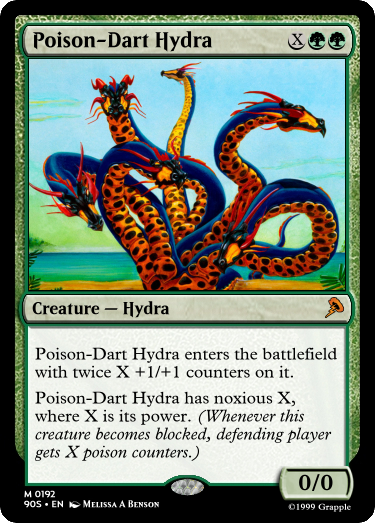 Poison-Dart Hydra X
Creature — Hydra
Poison-Dart Hydra enters the battlefield
with twice X +1/+1 counters on it.
Poison-Dart Hydra has noxious X,
where X is its power. (Whenever this
creature becomes blocked, defending player
gets X poison counters.)
0/0
M 0192
90S • EN Melissa A Benson
©1999 Grapple